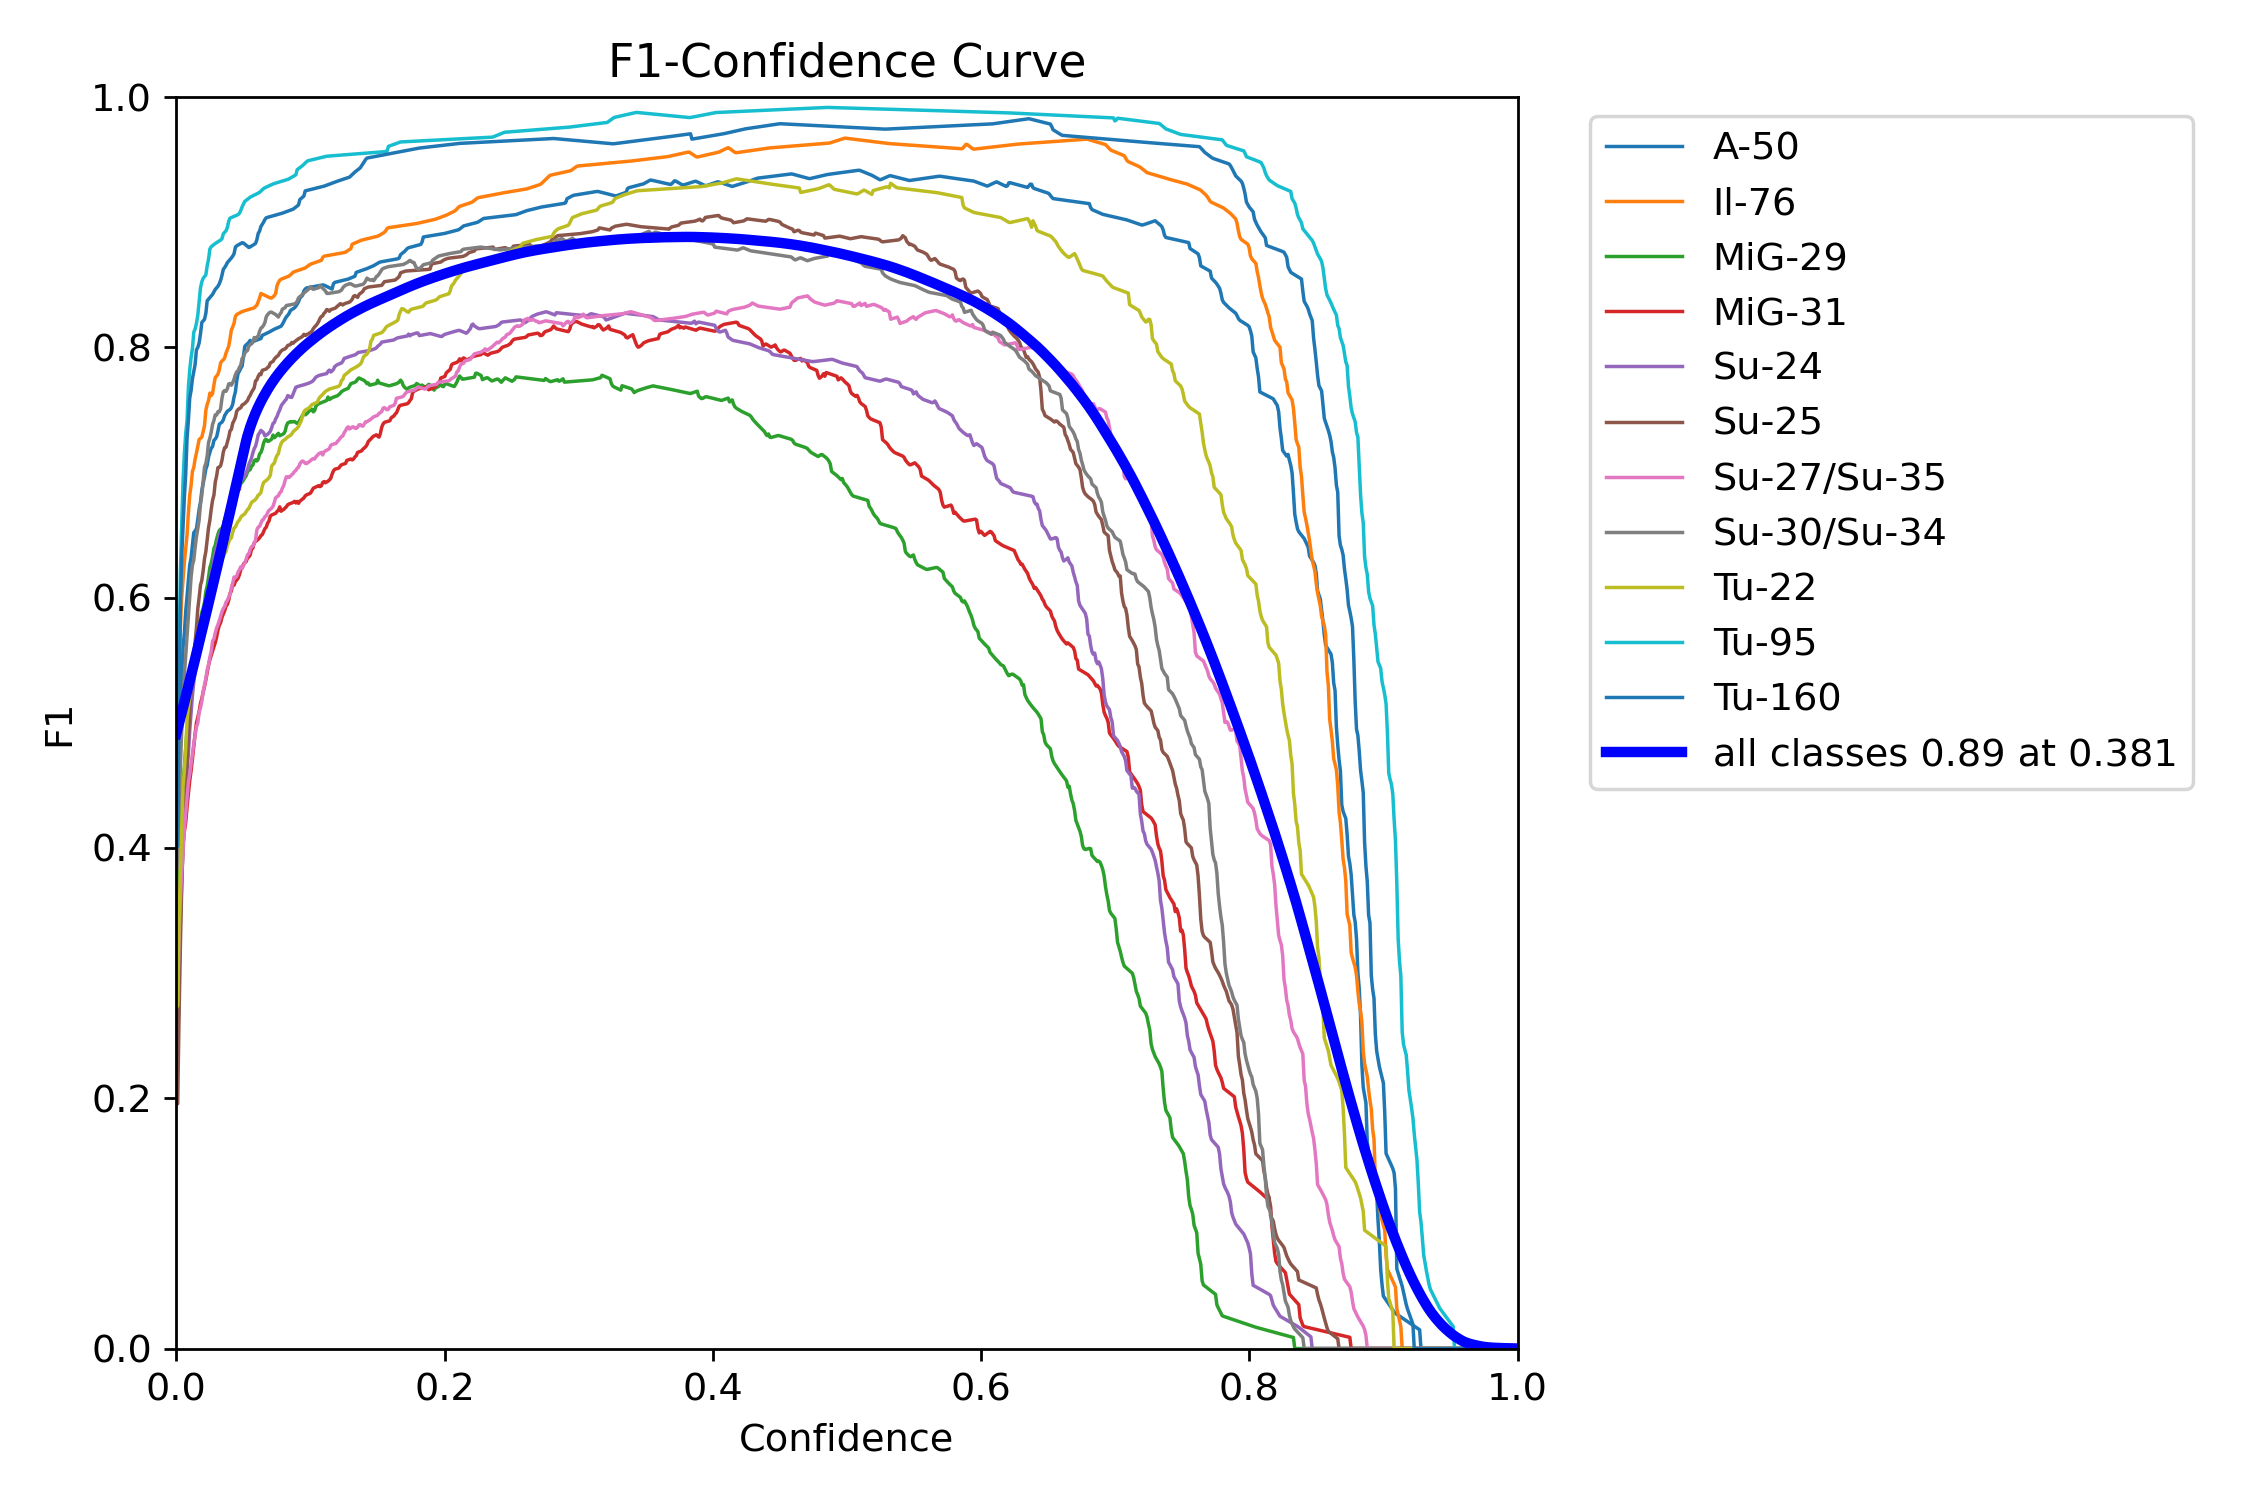 F1-Confidence Curve
1.0
0.8
0.6
0.4
0.2
0.0
F1
0.0 0.2 0.4 0.6 0.8 1.0
Confidence
A-50
Il-76
MiG-29
MiG-31
Su-24
Su-25
Su-27/Su-35
Su-30/Su-34
Tu-22
Tu-95
Tu-160
all classes 0.89 at 0.381